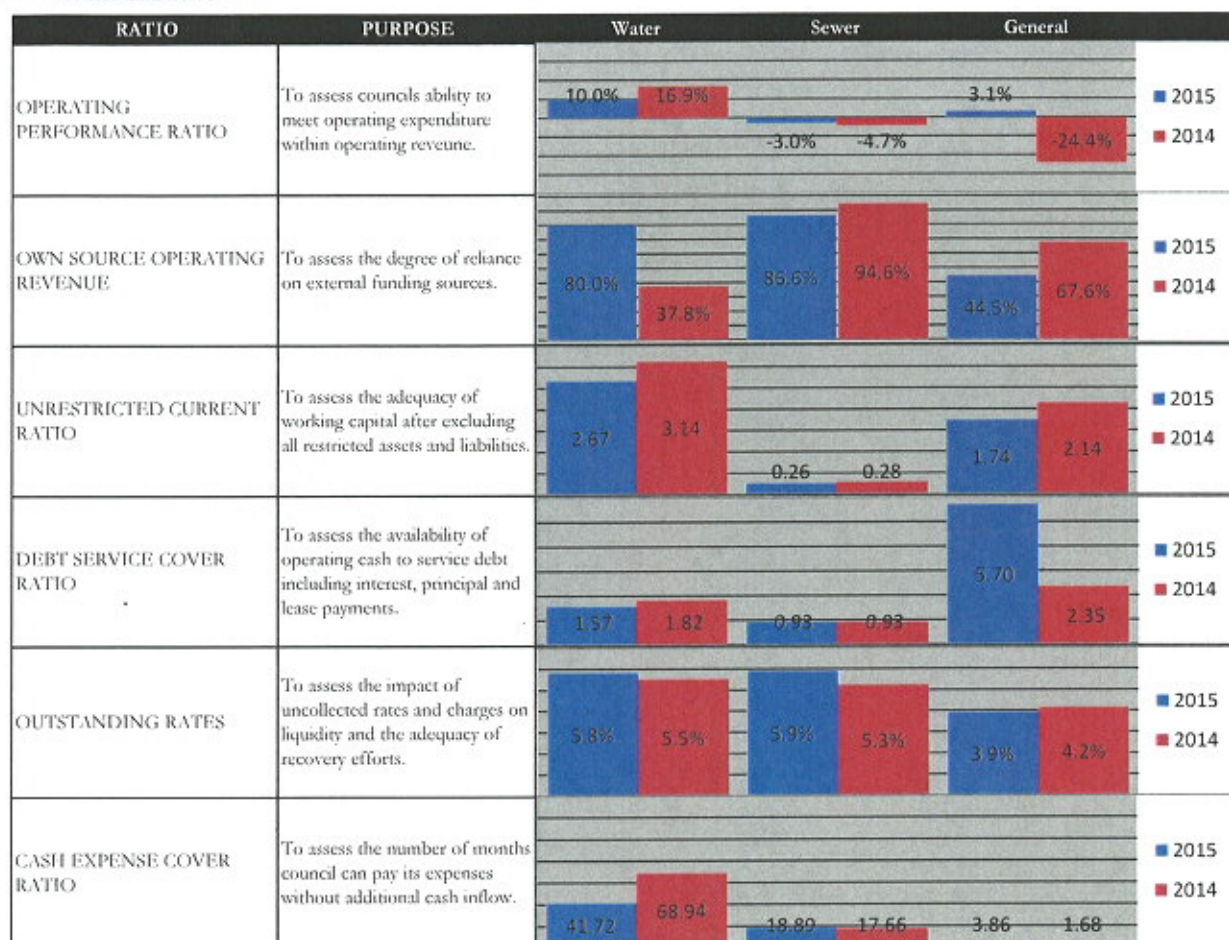 RATIO PURPOSE Water Sewer General
OPERATING
PERFORMANCE RATIO
To assess councils ability to
meet operating expenditure
within operating reveune.
10.0% 16.9% -3.0% -4.7% 3.1% -24.4%
2015
2014
OWN SOURCE OPERATING
REVENUE
To assess the degree of reliance
on external funding sources.
80.0% 37.8% 86.6% 94.6% 44.5% 67.6%
2015
2014
UNRESTRICTED CURRENT
RATIO
To assess the adequacy of
working capital after excluding
all restricted assets and liabilities.
2.67 3.14 0.26 0.28 1.74 2.14
2015
2014
DEBT SERVICE COVER
RATIO
To assess the availability of
operating cash to service debt
including interest, principal and
lease payments.
1.57 1.82 0.93 0.93 5.70 2.35
2015
2014
OUTSTANDING RATES
To assess the impact of
uncollected rates and charges on
liquidity and the adequacy of
recovery efforts.
5.8% 5.5% 5.9% 5.3% 3.9% 4.2%
2015
2014
CASH EXPENSE COVER
RATIO
To assess the number of months
council can pay its expenses
without additional cash inflow.
41.72 68.94 18.89 17.66 3.86 1.68
2015
2014